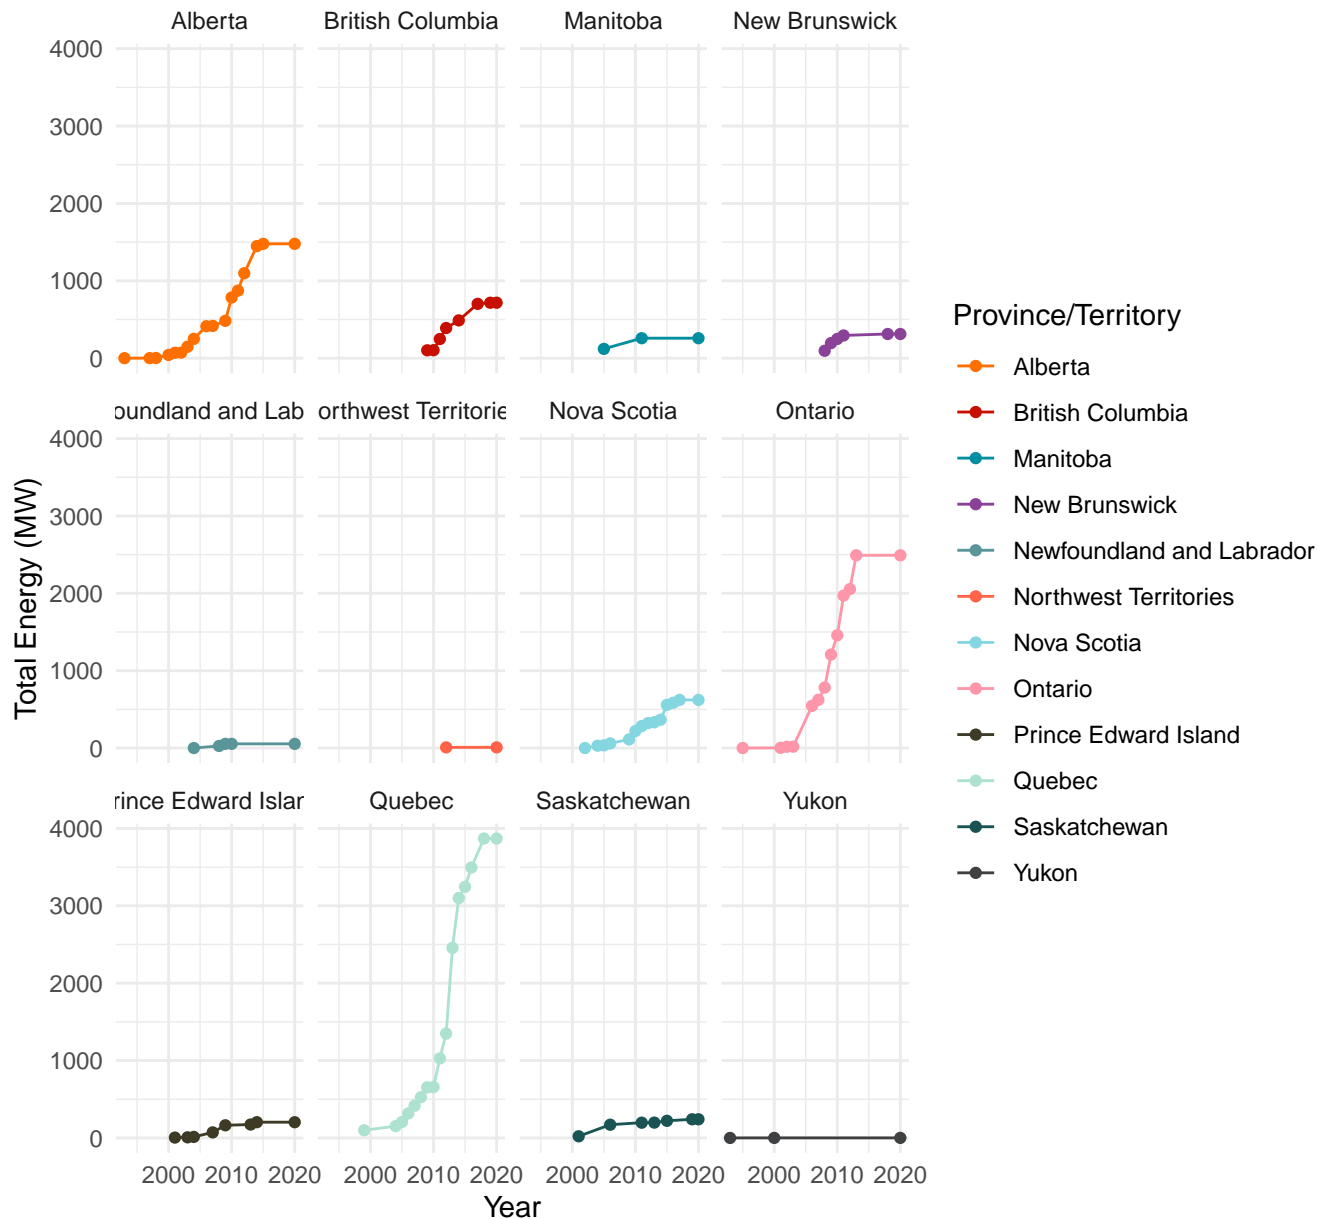 Alberta British Columbia Manitoba New Brunswick
4000
3000
2000
1000
0
oundland and Lab orthwest Territorie Nova Scotia Ontario
4000
3000
2000
1000
0
rince Edward Islan Quebec Saskatchewan Yukon
4000
3000
2000
1000
0
2000 2010 2020 2000 2010 2020 2000 2010 2020 2000 2010 2020
Year
Total Energy (MW)
Province/Territory
Alberta
British Columbia
Manitoba
New Brunswick
Newfoundland and Labrador
Northwest Territories
Nova Scotia
Ontario
Prince Edward Island
Quebec
Saskatchewan
Yukon